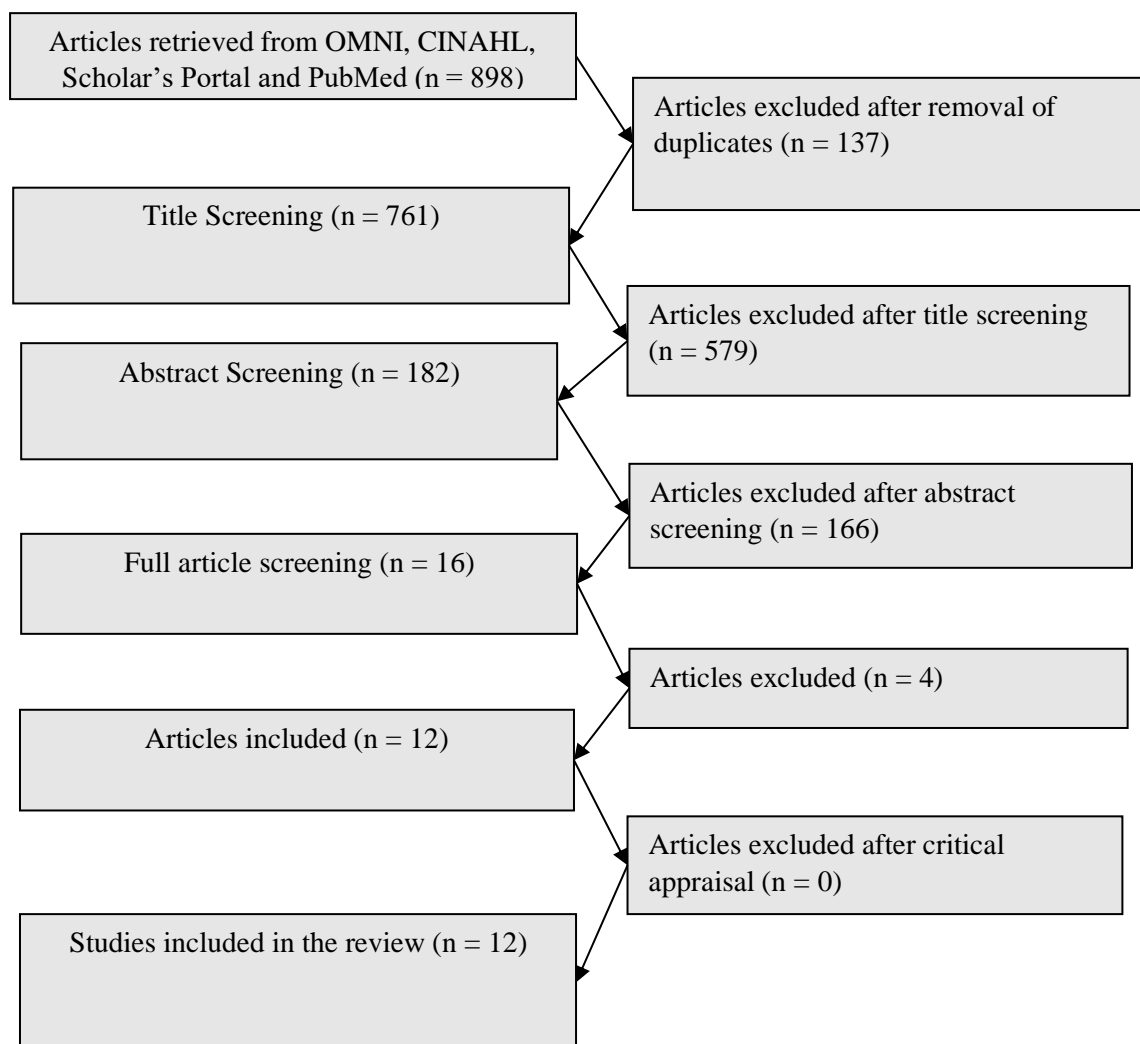 Articles retrieved from OMNI, CINAHL,
Scholar's Portal and PubMed (n = 898)
Articles excluded after removal of
duplicates (n = 137)
Title Screening (n = 761)
Articles excluded after title screening
(n = 579)
Abstract Screening (n = 182)
Articles excluded after abstract
screening (n = 166)
Full article screening (n = 16)
Articles excluded (n = 4)
Articles included (n = 12)
Articles excluded after critical
appraisal (n = 0)
Studies included in the review (n = 12)